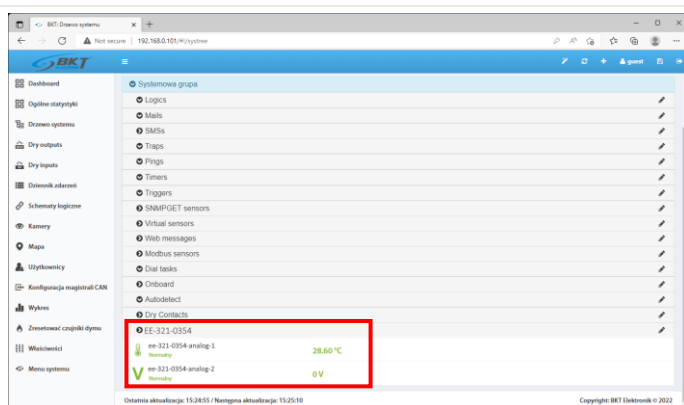 BKT: Drzewo systemu
Not secure | 192.168.0.101/#!/systree
BKT
guest
Dashboard
Ogólne statystyki
Drzewo systemu
Dry outputs
Dry inputs
Dziennik zdarzeń
Schematy logiczne
Kamery
Mapa
Użytkownicy
Konfiguracja magistrali CAN
Wykres
Zresetować czujniki dymu
Właściwości
Menu systemu
Systemowa grupa
Logics
Mails
SMSs
Traps
Pings
Timers
Triggers
SNMPGET sensors
Virtual sensors
Web messages
Modbus sensors
Dial tasks
Onboard
Autodetect
Dry Contacts
EE-321-0354
ee-321-0354-analog-1
Normalny
28.60 °C
ee-321-0354-analog-2
Normalny
0 V
Ostatnia aktualizacja: 15:24:55 / Następna aktualizacja: 15:25:10
Copyright: BKT Elektronik © 2022